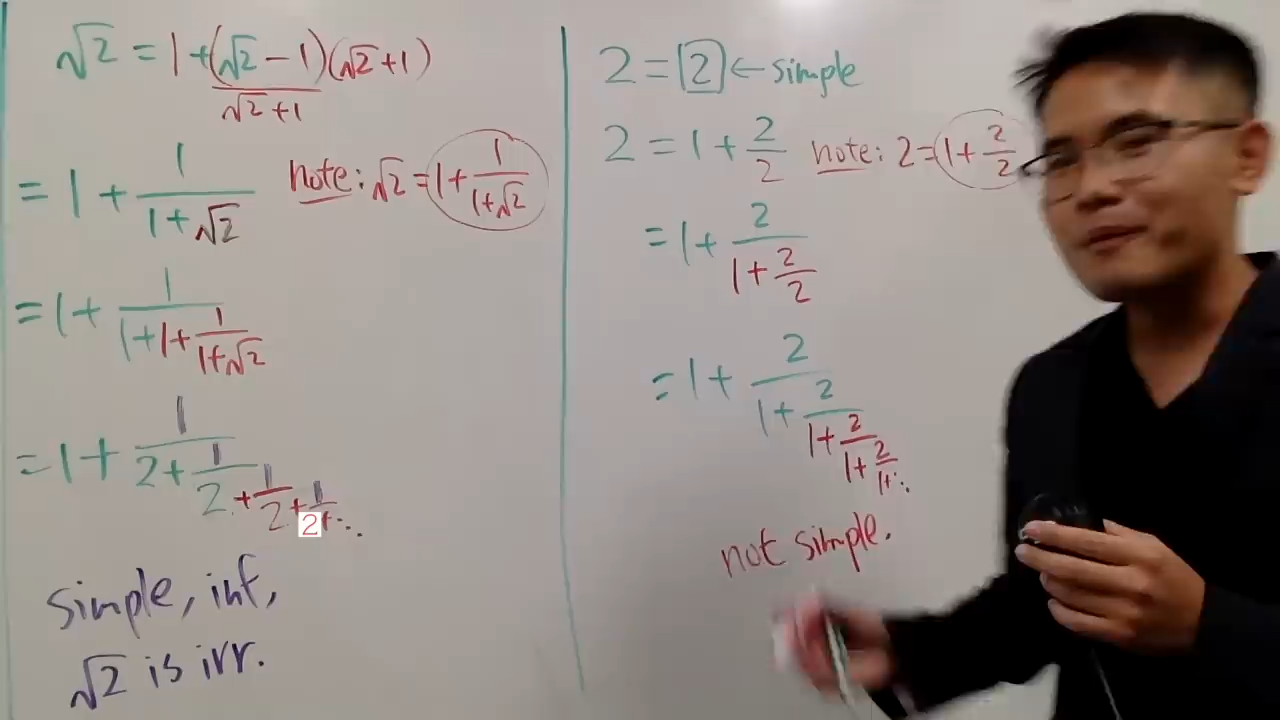 √2 = 1 + (√2 - 1)(√2 + 1) / (√2 + 1)
= 1 + 1/(1 + √2) note: √2 = 1 + 1/(1 + √2)
= 1 + 1/(1 + 1 + 1/(1 + √2))
= 1 + 1/(2 + 1/(2 + 1/(2 + 1/(2 + ⋱
simple, inf,
√2 is irr.
2 = 2 ← simple
2 = 1 + 2/2 note: 2 = 1 + 2/2
= 1 + 2/(1 + 2/2)
= 1 + 2/(1 + 2/(1 + 2/(1 + 2/(1 + ⋱
not simple.